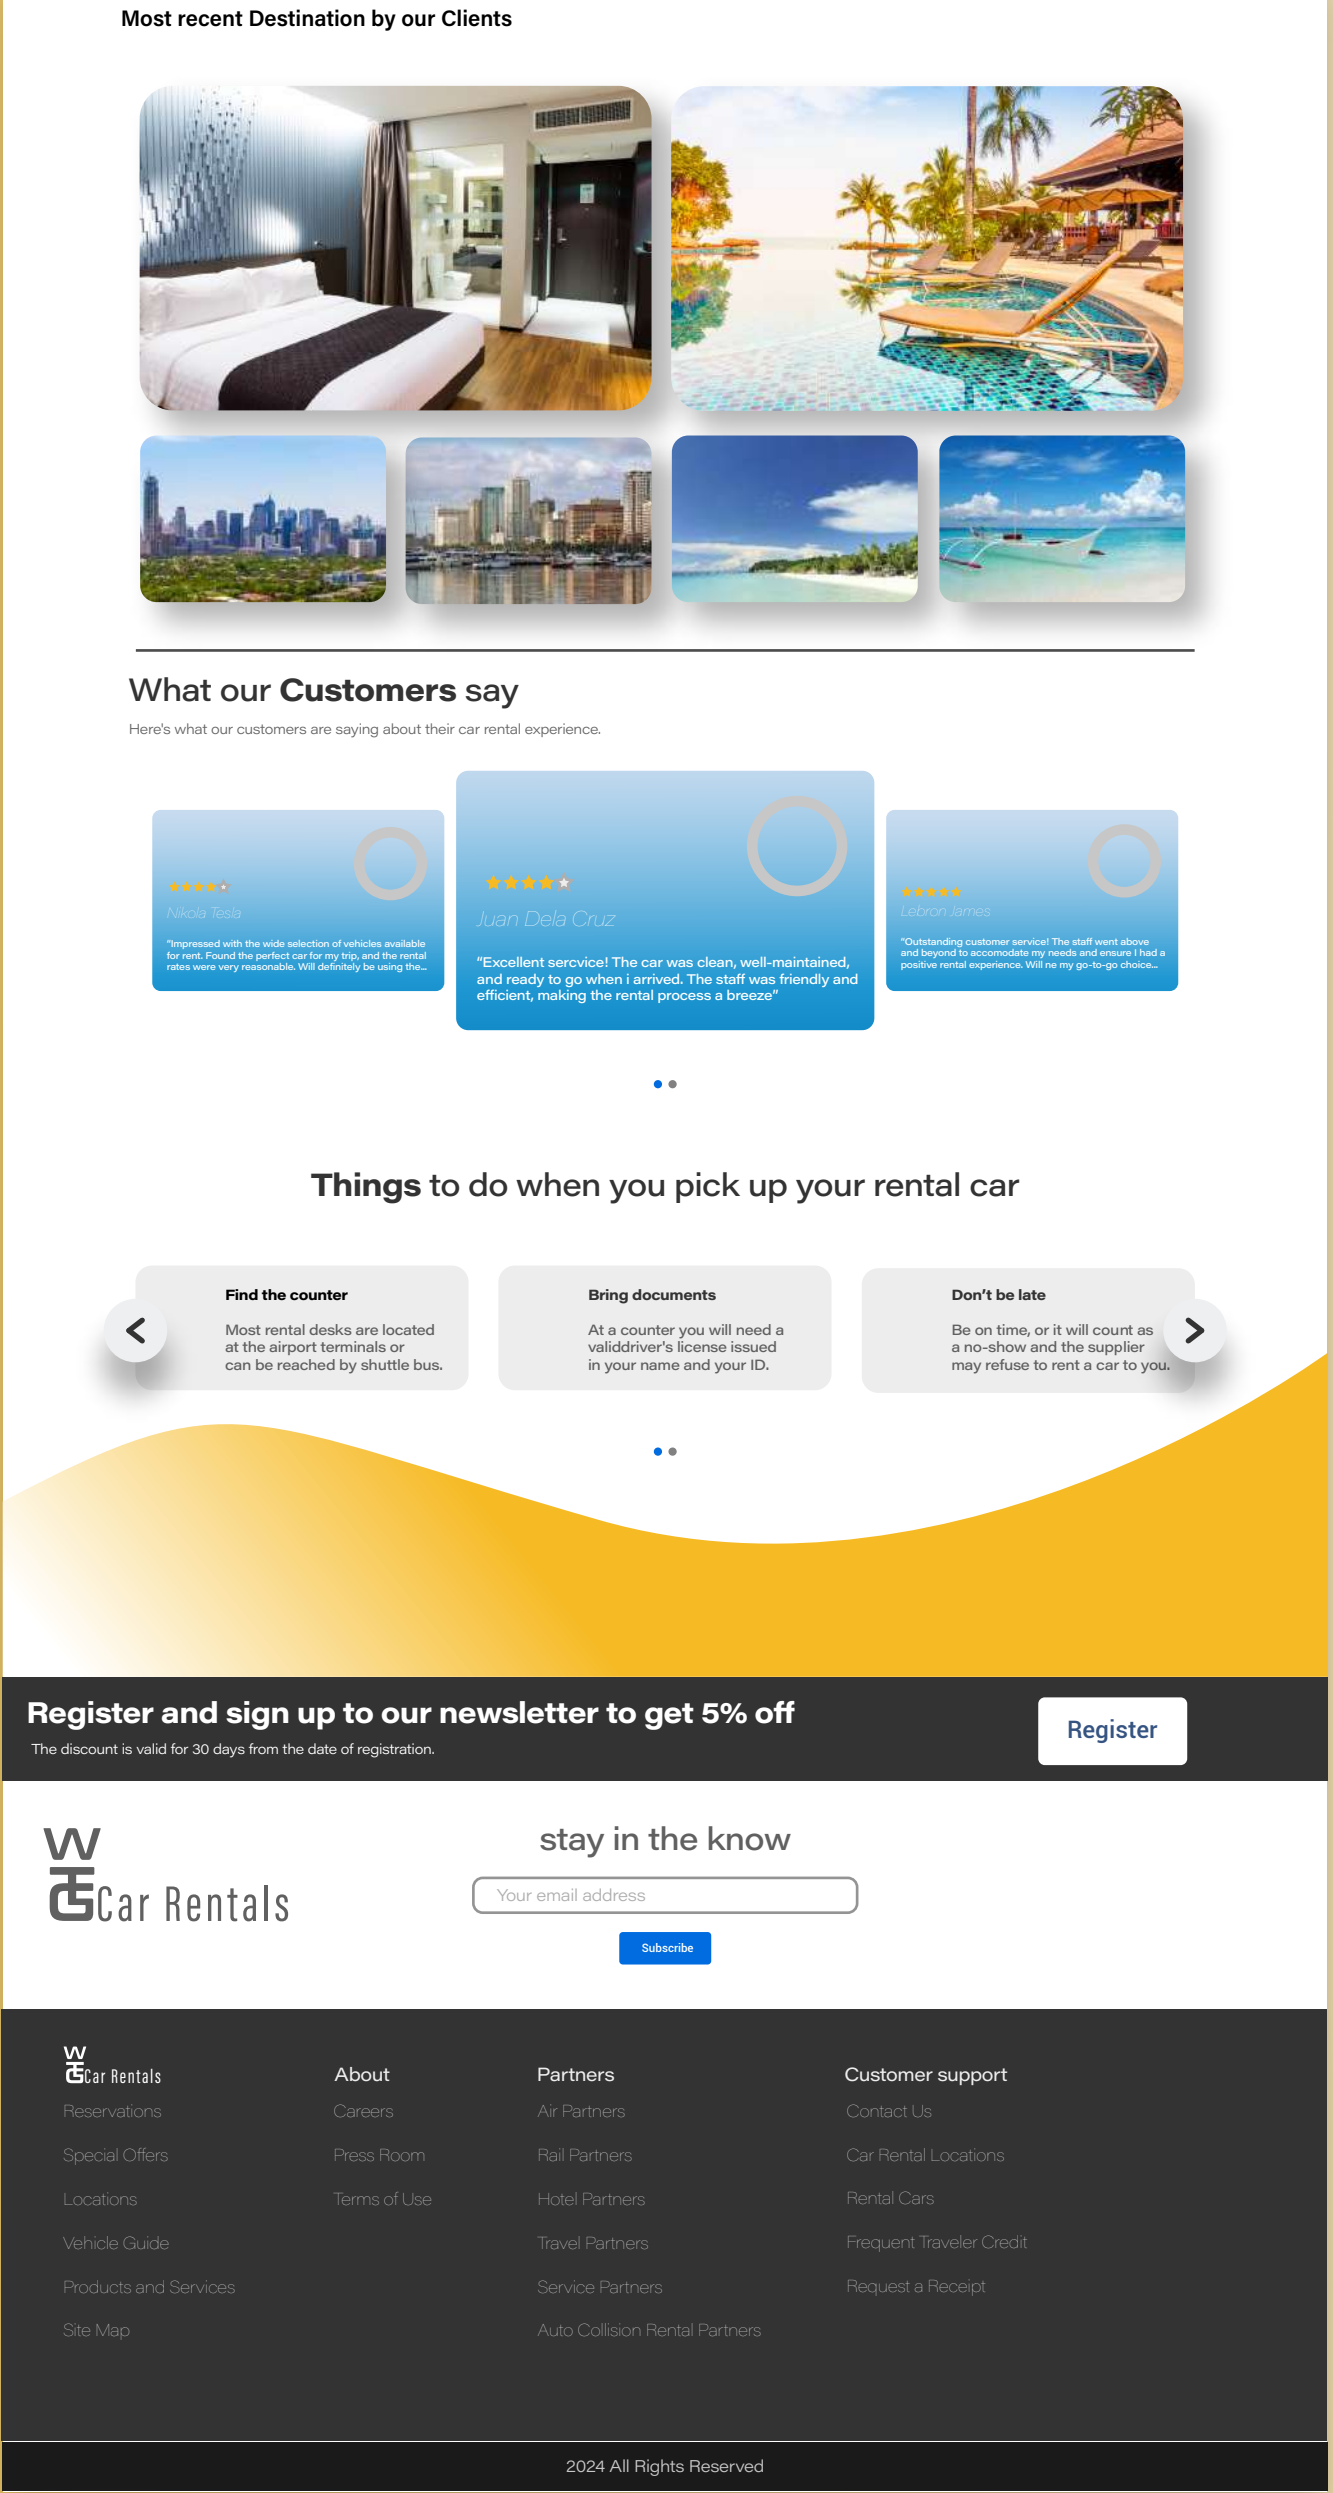 Most recent Destination by our Clients
What our Customers say
Here's what our customers are saying about their car rental experience.
Nikola Tesla
"Impressed with the wide selection of vehicles available
for rent. Found the perfect car for my trip, and the rental
rates were very reasonable. Will definitely be using the...
Juan Dela Cruz
"Excellent sercvice! The car was clean, well-maintained,
and ready to go when i arrived. The staff was friendly and
efficient, making the rental process a breeze"
Lebron James
"Outstanding customer service! The staff went above
and beyond to accomodate my needs and ensure I had a
positive rental experience. Will ne my go-to-go choice...
Things to do when you pick up your rental car
Find the counter
Most rental desks are located
at the airport terminals or
can be reached by shuttle bus.
Bring documents
At a counter you will need a
validdriver's license issued
in your name and your ID.
Don't be late
Be on time, or it will count as
a no-show and the supplier
may refuse to rent a car to you.
Register and sign up to our newsletter to get 5% off
The discount is valid for 30 days from the date of registration.
Register
WTG Car Rentals
stay in the know
Your email address
Subscribe
WTG Car Rentals
Reservations
Special Offers
Locations
Vehicle Guide
Products and Services
Site Map
About
Careers
Press Room
Terms of Use
Partners
Air Partners
Rail Partners
Hotel Partners
Travel Partners
Service Partners
Auto Collision Rental Partners
Customer support
Contact Us
Car Rental Locations
Rental Cars
Frequent Traveler Credit
Request a Receipt
2024 All Rights Reserved